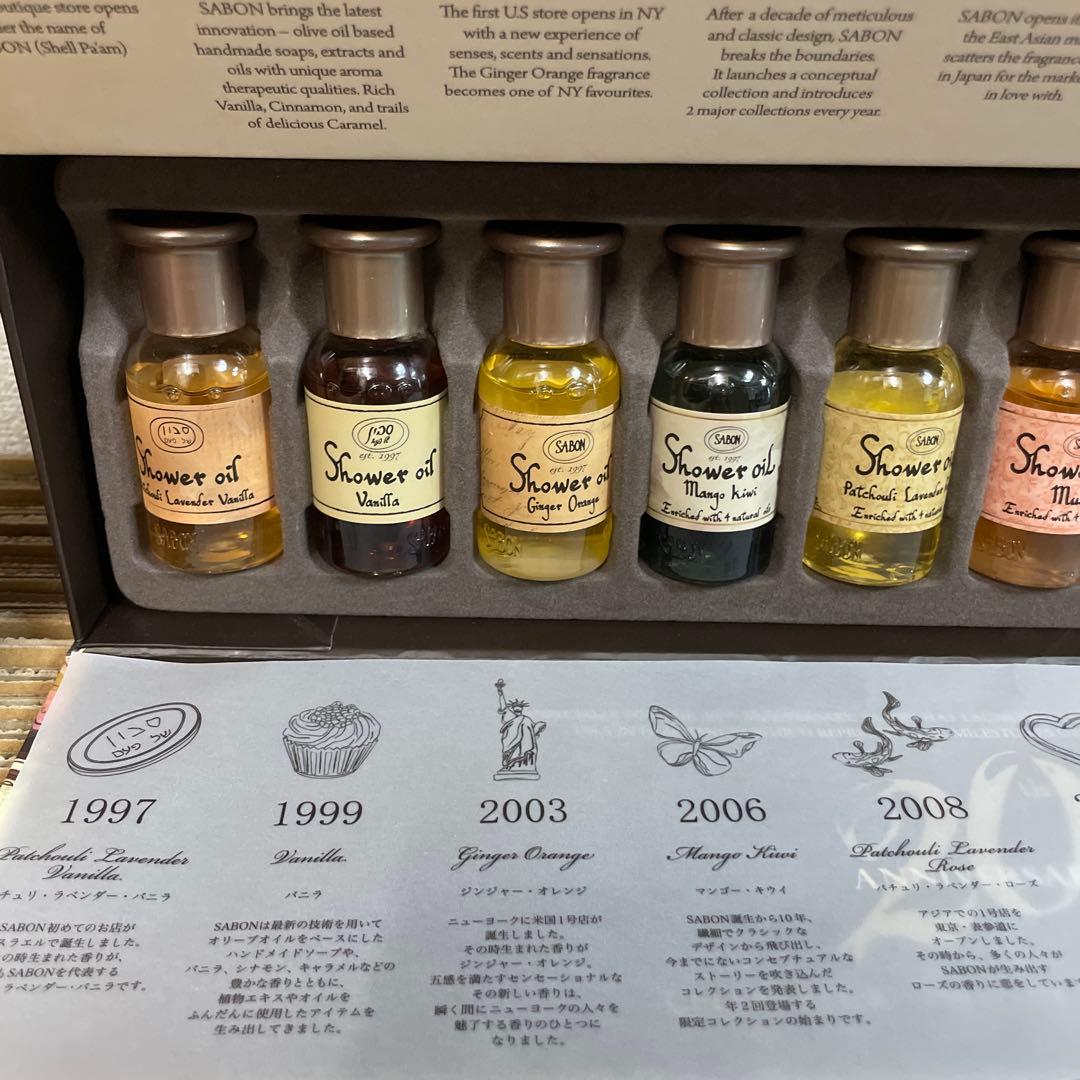 outique store opens
er the name of
ON (Shell Pa'am)
SABON brings the latest
innovation – olive oil based
handmade soaps, extracts and
oils with unique aroma
therapeutic qualities. Rich
Vanilla, Cinnamon, and trails
of delicious Caramel.
The first U.S store opens in NY
with a new experience of
senses, scents and sensations.
The Ginger Orange fragrance
becomes one of NY favourites.
After a decade of meticulous
and classic design, SABON
breaks the boundaries.
It launches a conceptual
collection and introduces
2 major collections every year.
SABON opens i
the East Asian m
scatters the fragranc
in Japan for the marke
in love with.
סבון
של פעם
Shower oil
Patchouli Lavender Vanilla
SABON
סבון
של פעם
est. 1997
Shower oil
Vanilla
SABON
SABON
est. 1997
Shower oil
Ginger Orange
SABON
SABON
est. 1997
Shower oil
Mango Kiwi
Enriched with 4 natural oils
SABON
SABON
Shower o
Patchouli Lavender
Enriched with 4 natura
SABON
SAB
Show
Mu
Enriched with 4
SABON
סבון
של פעם
1997
Patchouli Lavender
Vanilla.
チュリ・ラベンダー・バニラ
SABON初めてのお店が
スラエルで誕生しました。
の時生まれた香りが、
SABONを代表する
ラベンダー・バニラです。
1999
Vanilla.
バニラ
SABONは最新の技術を用いて
オリーブオイルをベースにした
ハンドメイドソープや、
バニラ、シナモン、キャラメルなどの
豊かな香りとともに、
植物エキスやオイルを
ふんだんに使用したアイテムを
生み出してきました。
2003
Ginger Orange
ジンジャー・オレンジ
ニューヨークに米国1号店が
誕生しました。
その時生まれた香りが
ジンジャー・オレンジ。
五感を満たすセンセーショナルな
その新しい香りは、
瞬く間にニューヨークの人々を
魅了する香りのひとつに
なりました。
2006
Mango Kiwi
マンゴー・キウイ
SABON誕生から10年、
繊細でクラシックな
デザインから飛び出し、
今までにないコンセプチュアルな
ストーリーを吹き込んだ
コレクションを発表しました。
年2回登場する
限定コレクションの始まりです。
2008
Patchouli Lavender
Rose
パチュリ・ラベンダー・ローズ
アジアでの1号店を
東京・表参道に
オープンしました。
その時から、多くの人々が
SABONが生み出す
ローズの香りに恋をしていま